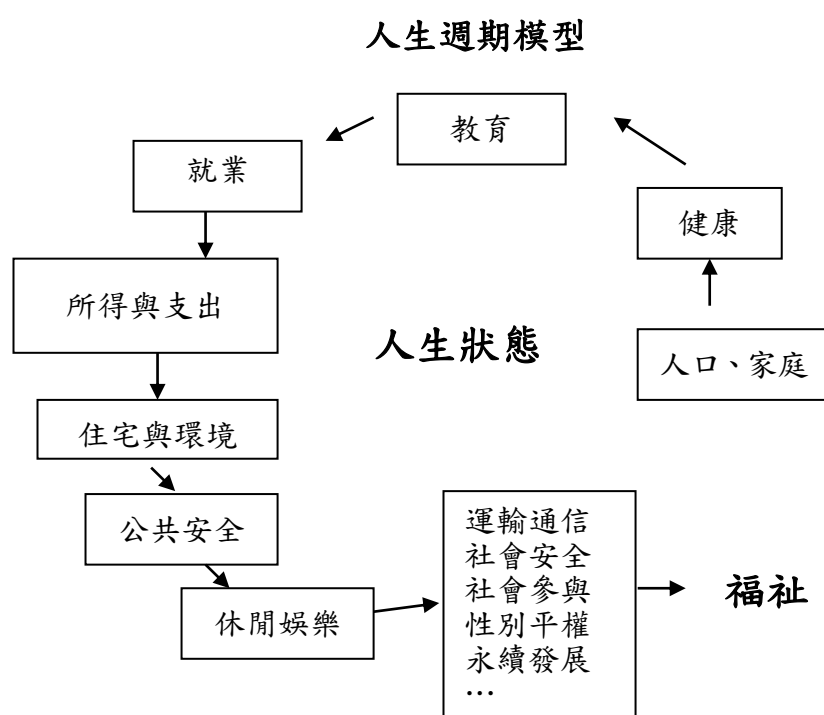 人生週期模型
教育
就業
健康
所得與支出
人生狀態
人口、家庭
住宅與環境
公共安全
運輸通信
社會安全
社會參與
性別平權
永續發展
…
福祉
休閒娛樂